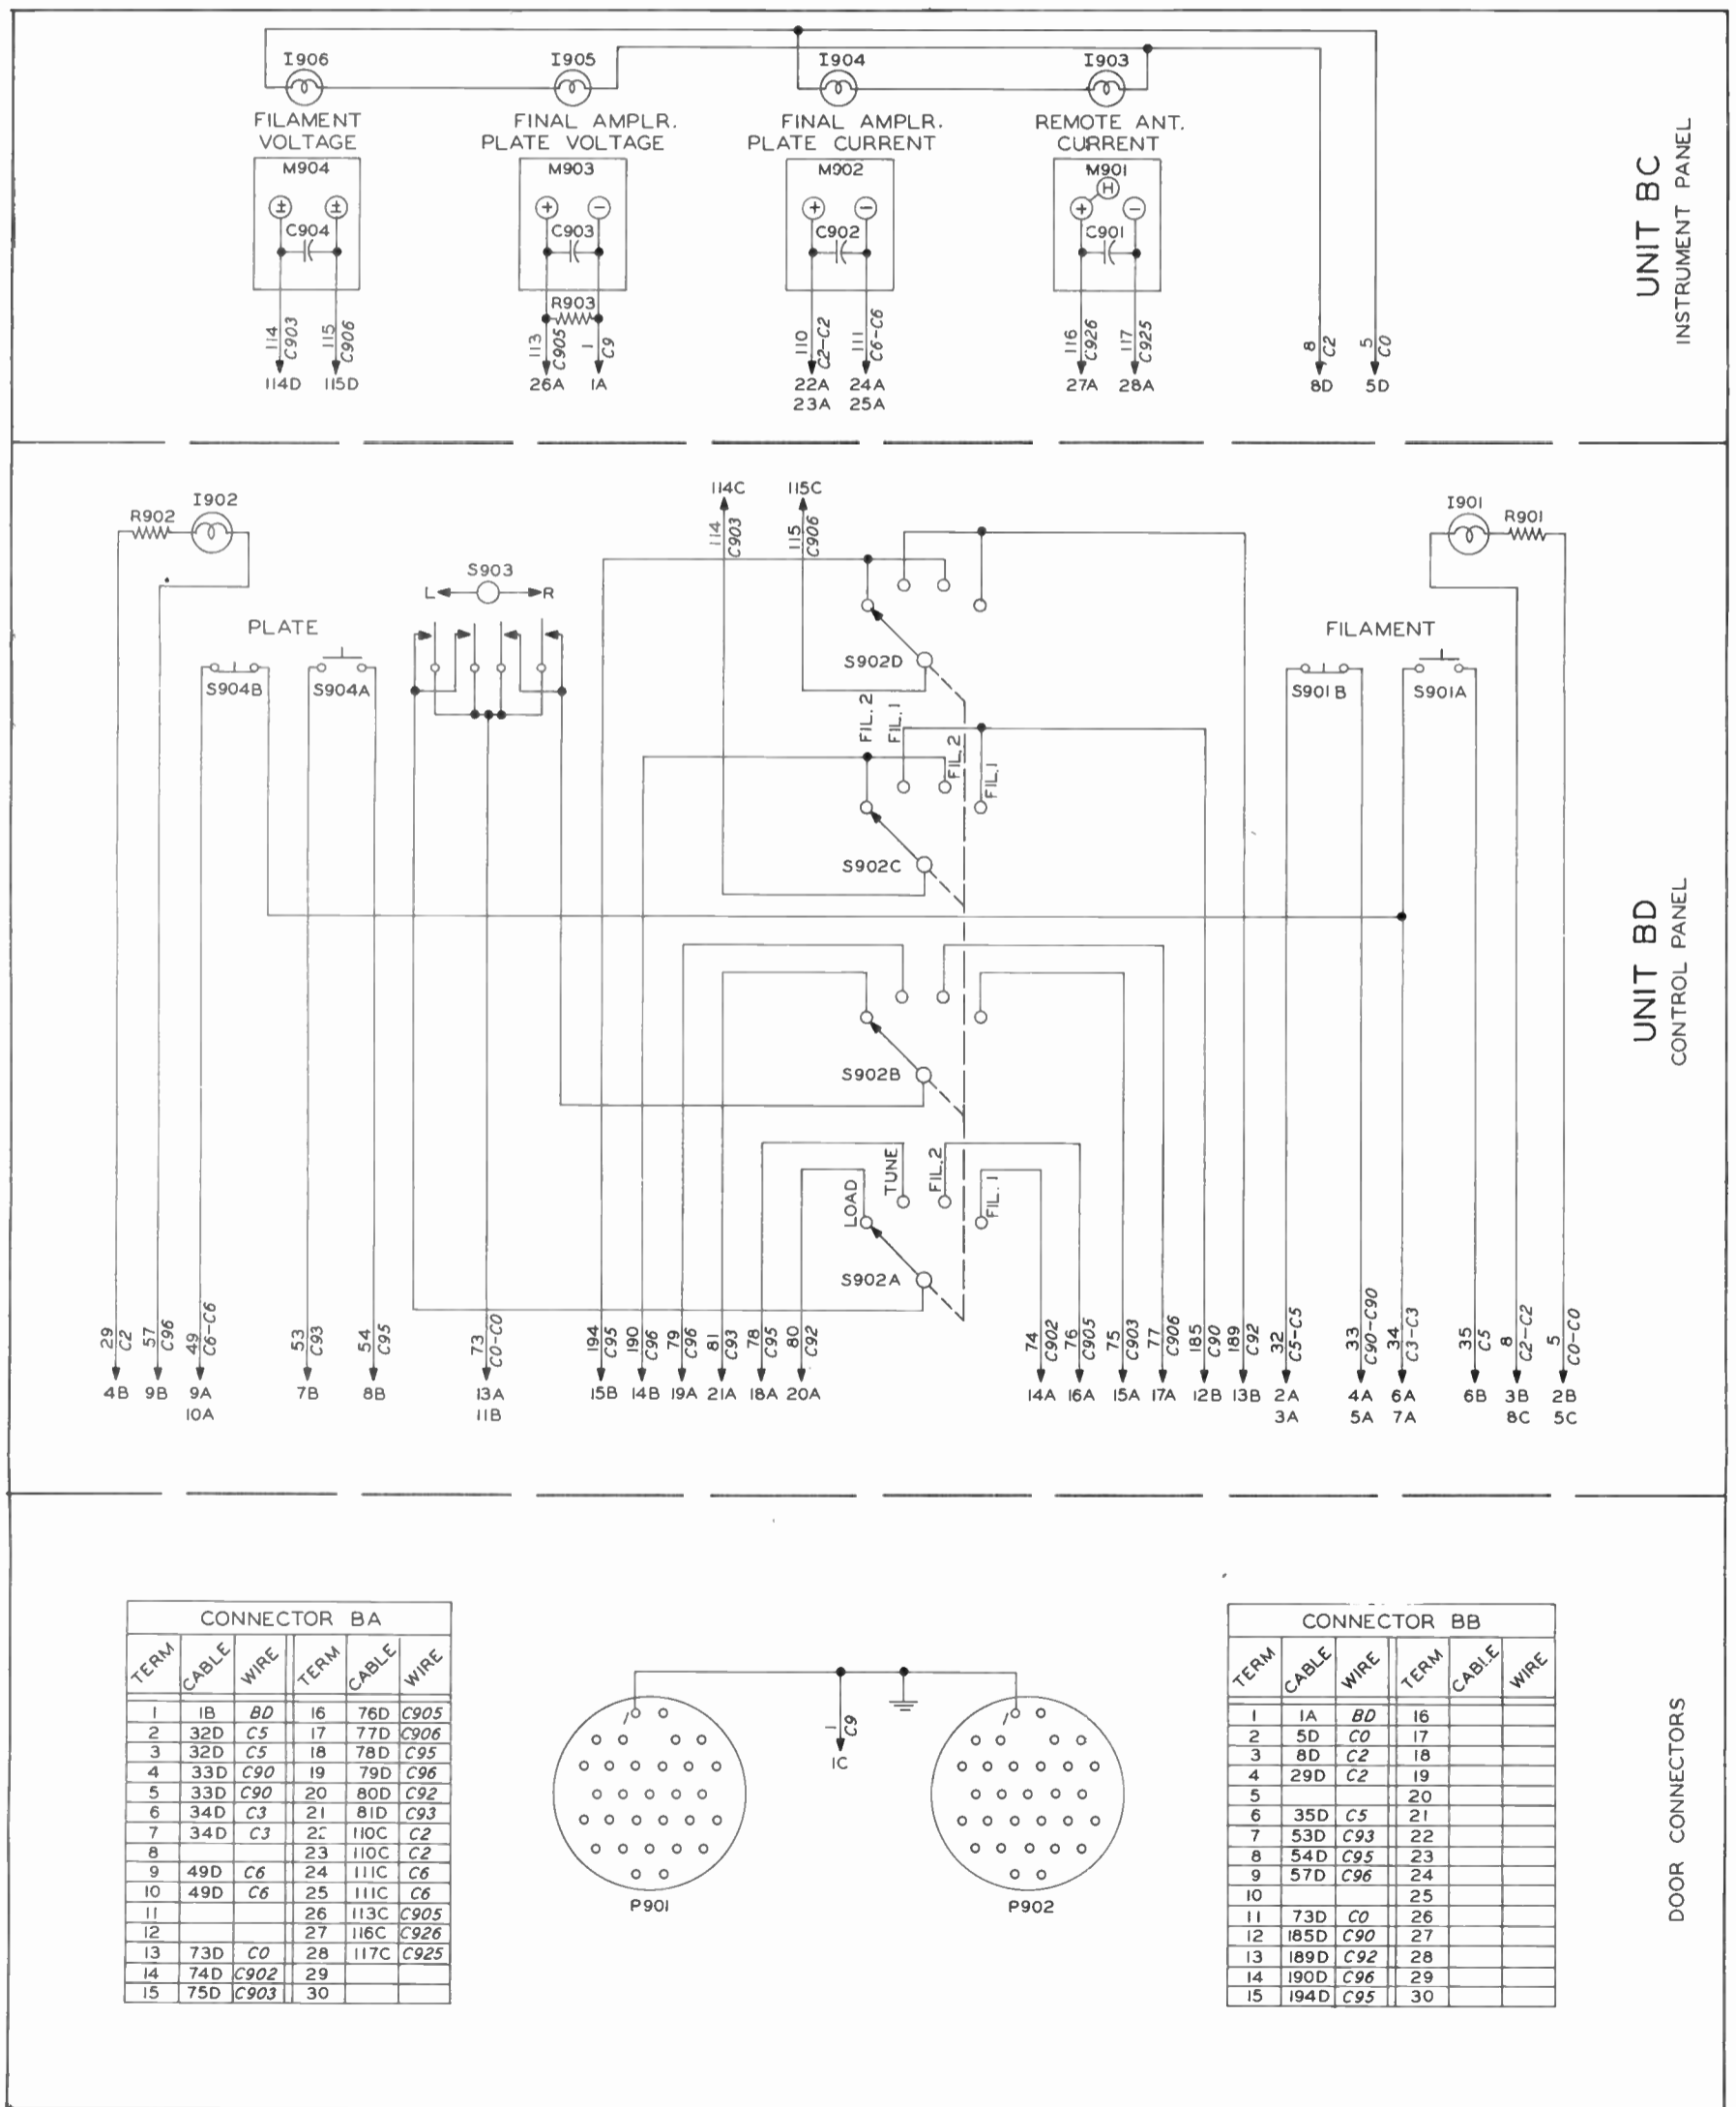 I906 I905 I904 I903
FILAMENT VOLTAGE
FINAL AMPLR. PLATE VOLTAGE
FINAL AMPLR. PLATE CURRENT
REMOTE ANT. CURRENT
M904 M903 M902 M901
± ± + − + − + − H
C904 C903 C902 C901
R903
114 C903 115 C906 113 C905 1 C9 110 C2-C2 111 C6-C6 116 C926 117 C925 8 C2 5 C0
114D 115D 26A 1A 22A 24A 27A 28A 8D 5D
23A 25A
UNIT BC
INSTRUMENT PANEL
114C 115C
114 C903 115 C906
R902 I902
I901 R901
S903
L R
PLATE
FILAMENT
S904B S904A
S902D
S901B S901A
FIL.2 FIL.1 FIL.2 FIL.1
S902C
S902B
LOAD TUNE FIL.2 FIL.1
S902A
UNIT BD
CONTROL PANEL
29 C2 57 C96 49 C6-C6 53 C93 54 C95 73 C0-C0 194 C95 190 C96 79 C96 81 C93 78 C95 80 C92 74 C902 76 C905 75 C903 77 C906 185 C90 189 C92 32 C5-C5 33 C90-C90 34 C3-C3 35 C5 8 C2-C2 5 C0-C0
4B 9B 9A 7B 8B 13A 15B 14B 19A 21A 18A 20A 14A 16A 15A 17A 12B 13B 2A 4A 6A 6B 3B 2B
10A 11B 3A 5A 7A 8C 5C
CONNECTOR BA
TERM CABLE WIRE TERM CABLE WIRE
1 1B BD 16 76D C905
2 32D C5 17 77D C906
3 32D C5 18 78D C95
4 33D C90 19 79D C96
5 33D C90 20 80D C92
6 34D C3 21 81D C93
7 34D C3 22 110C C2
8 23 110C C2
9 49D C6 24 111C C6
10 49D C6 25 111C C6
11 26 113C C905
12 27 116C C926
13 73D C0 28 117C C925
14 74D C902 29
15 75D C903 30
1 C9
1C
1
P901
1
P902
CONNECTOR BB
TERM CABLE WIRE TERM CABLE WIRE
1 1A BD 16
2 5D C0 17
3 8D C2 18
4 29D C2 19
5 20
6 35D C5 21
7 53D C93 22
8 54D C95 23
9 57D C96 24
10 25
11 73D C0 26
12 185D C90 27
13 189D C92 28
14 190D C96 29
15 194D C95 30
DOOR CONNECTORS